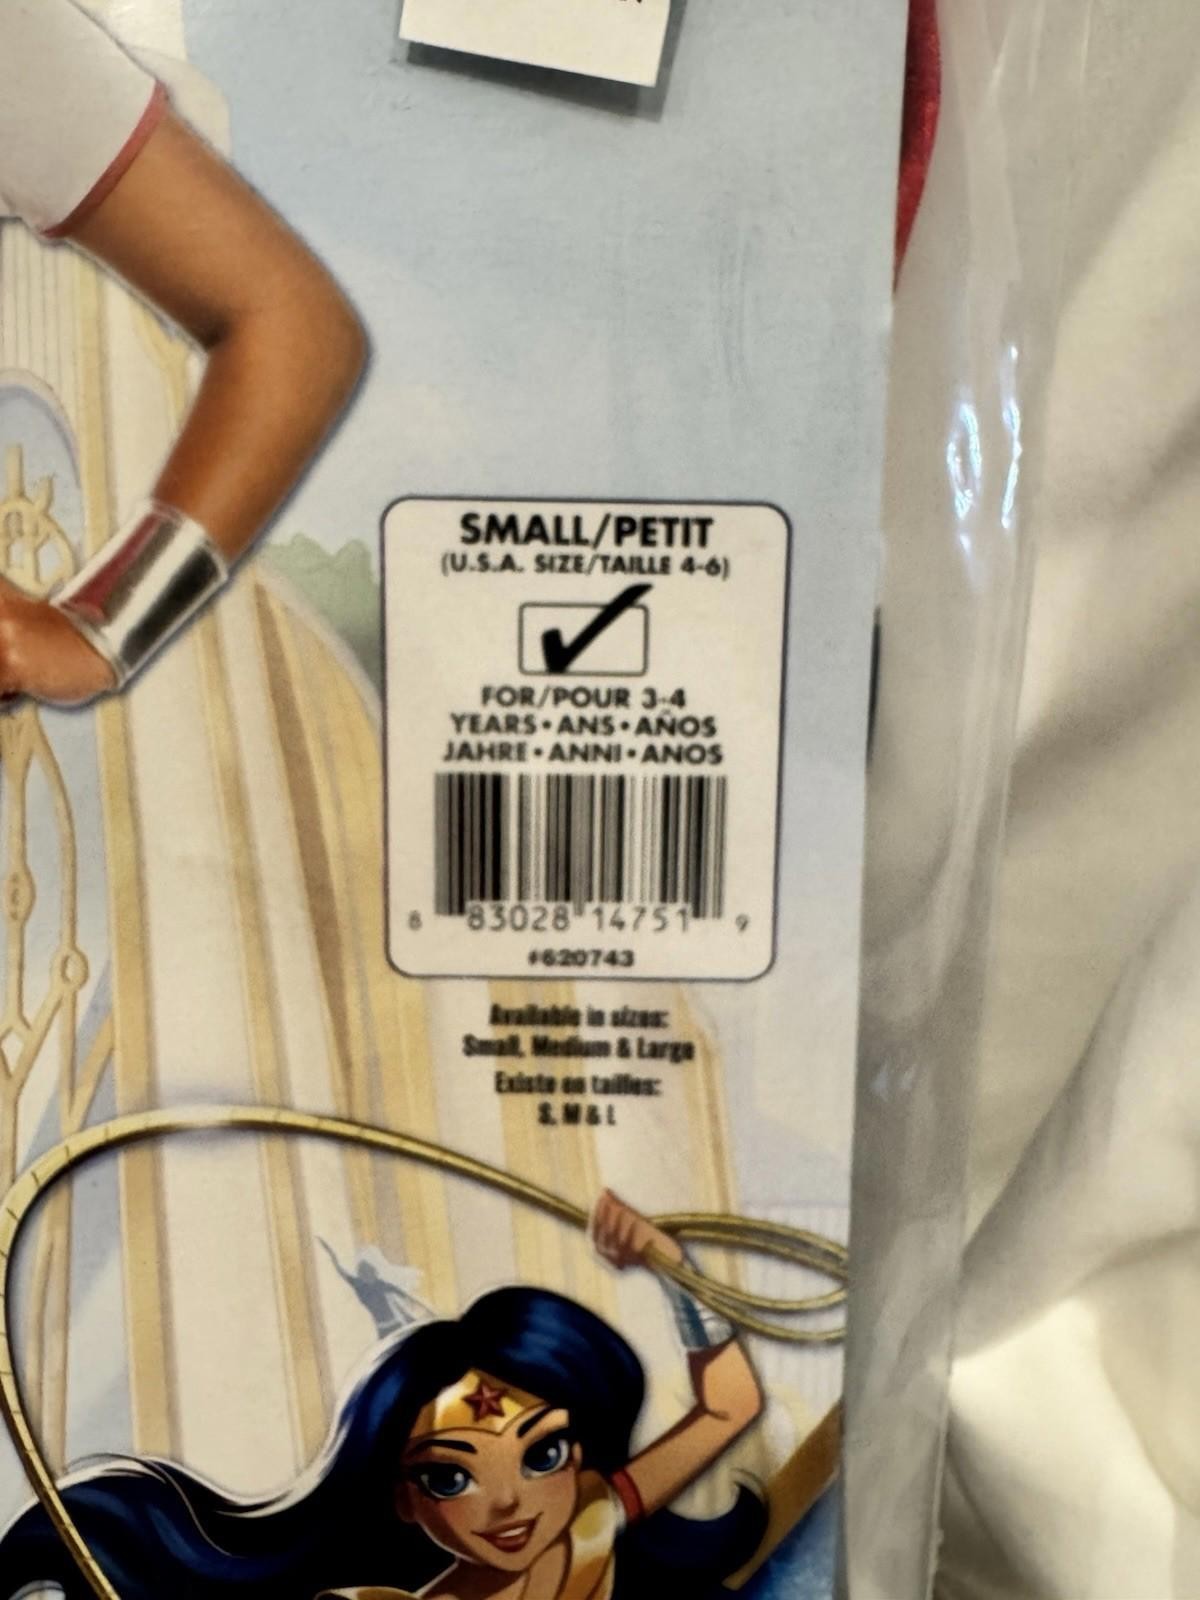 SMALL/PETIT
(U.S.A. SIZE/TAILLE 4-6)
FOR/POUR 3-4
YEARS•ANS•AÑOS
JAHRE•ANNI•ANOS
8 83028 14751 9
#620743
Available in sizes:
Small, Medium & Large
Existe en tailles:
S, M & L